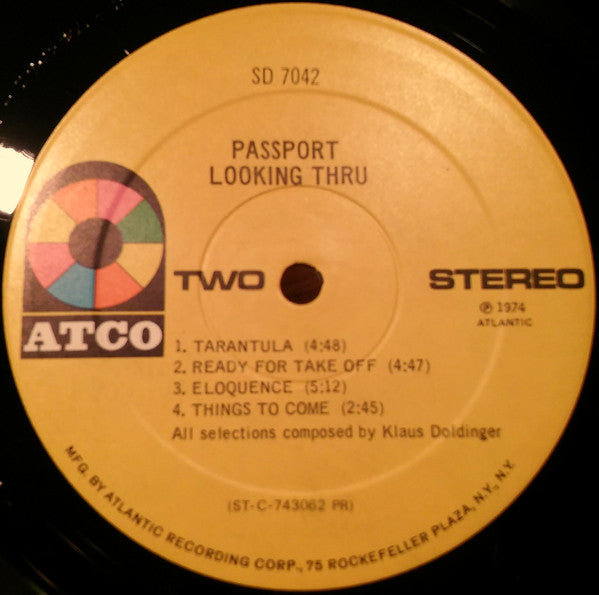 SD 7042
PASSPORT
LOOKING THRU
ATCO
TWO
STEREO
℗ 1974
ATLANTIC
1. TARANTULA (4:48)
2. READY FOR TAKE OFF (4:47)
3. ELOQUENCE (5:12)
4. THINGS TO COME (2:45)
All selections composed by Klaus Doldinger
(ST-C-743062 PR)
MFG. BY ATLANTIC RECORDING CORP., 75 ROCKEFELLER PLAZA, N.Y., N.Y.